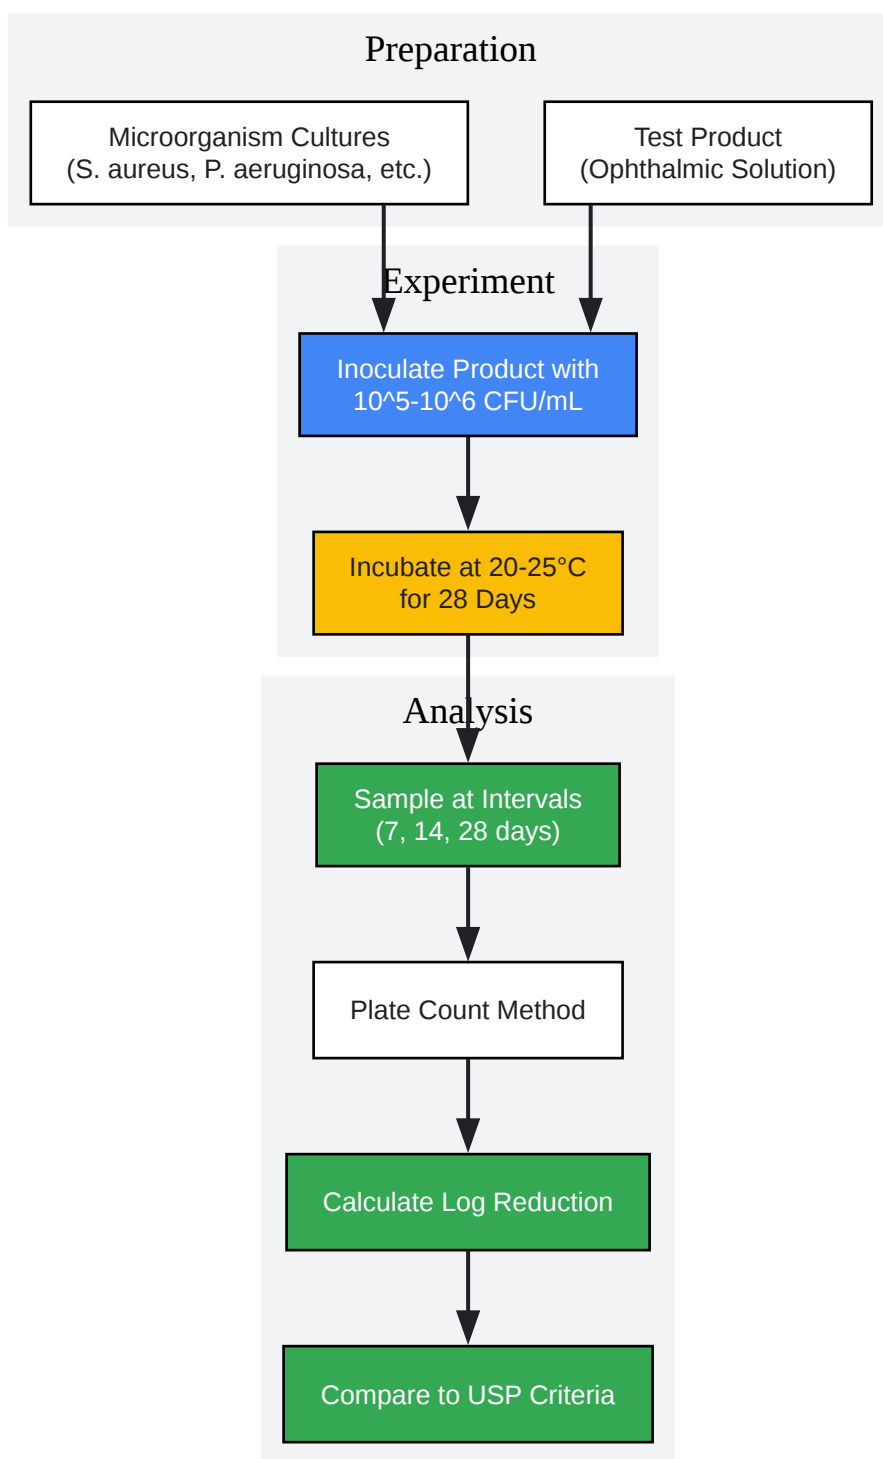 Preparation
Microorganism Cultures
(S. aureus, P. aeruginosa, etc.)
Test Product
(Ophthalmic Solution)
Experiment
Inoculate Product with
10^5-10^6 CFU/mL
Incubate at 20-25°C
for 28 Days
Analysis
Sample at Intervals
(7, 14, 28 days)
Plate Count Method
Calculate Log Reduction
Compare to USP Criteria